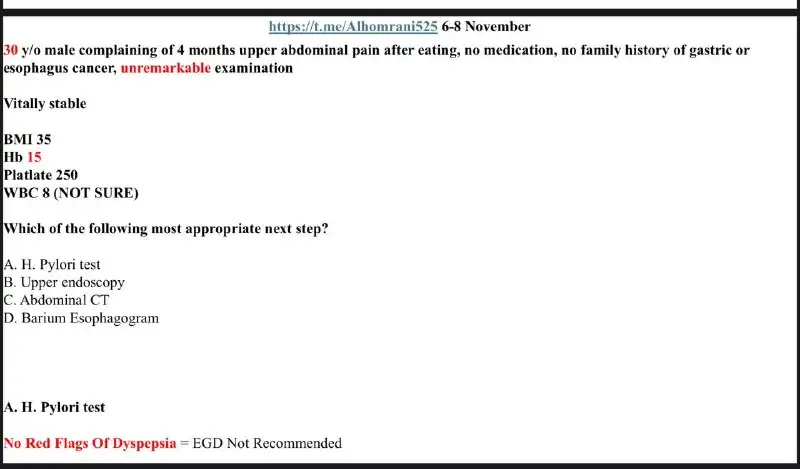 https://t.me/Alhomrani525 6-8 November
30 y/o male complaining of 4 months upper abdominal pain after eating, no medication, no family history of gastric or
esophagus cancer, unremarkable examination
Vitally stable
BMI 35
Hb 15
Platlate 250
WBC 8 (NOT SURE)
Which of the following most appropriate next step?
A. H. Pylori test
B. Upper endoscopy
C. Abdominal CT
D. Barium Esophagogram
A. H. Pylori test
No Red Flags Of Dyspepsia = EGD Not Recommended